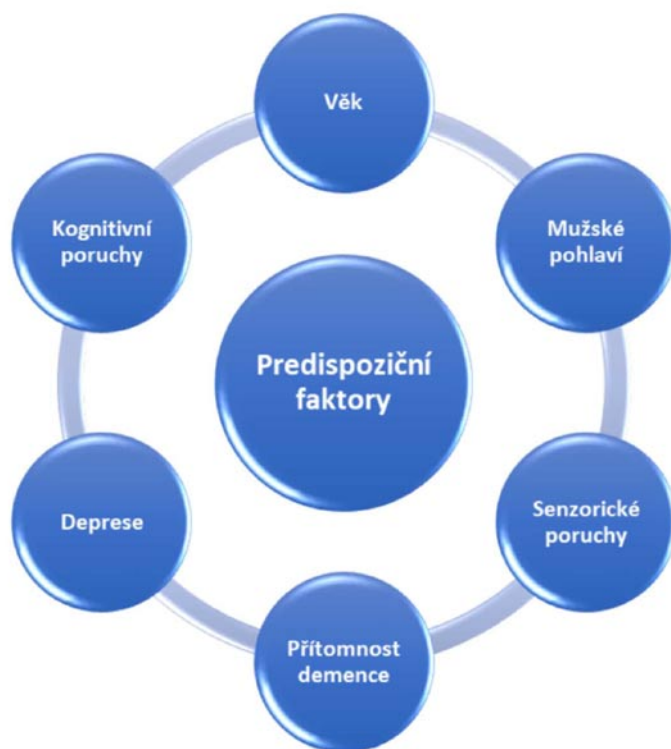 Věk
Mužské
pohlaví
Senzorické
poruchy
Přítomnost
demence
Deprese
Kognitivní
poruchy
Predispoziční
faktory